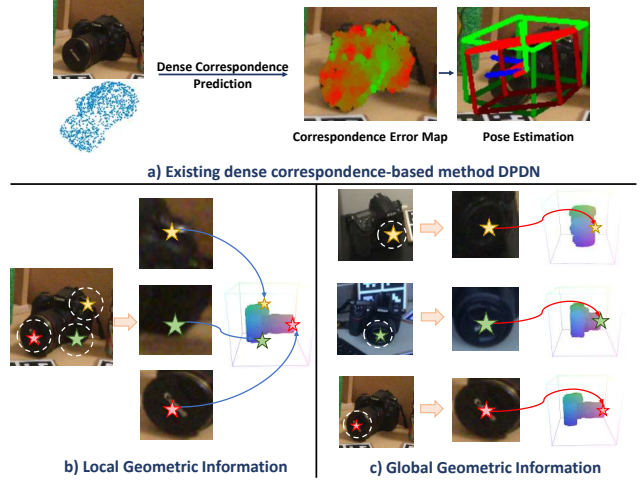 Dense Correspondence
Prediction
Correspondence Error Map
Pose Estimation
a) Existing dense correspondence-based method DPDN
b) Local Geometric Information
c) Global Geometric Information